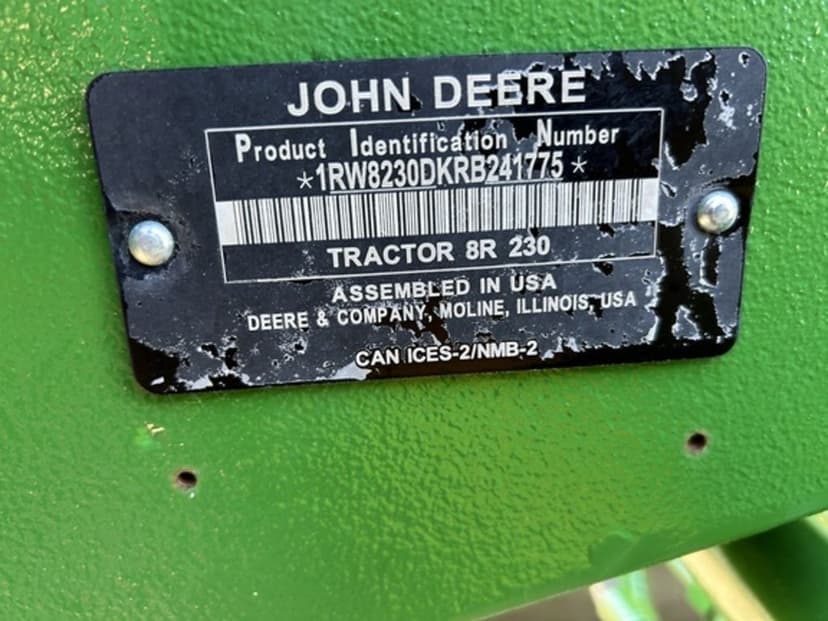 JOHN DEERE
Product Identification Number
*1RW8230DKRB241775*
TRACTOR 8R 230
ASSEMBLED IN USA
DEERE & COMPANY, MOLINE, ILLINOIS, USA
CAN ICES-2/NMB-2